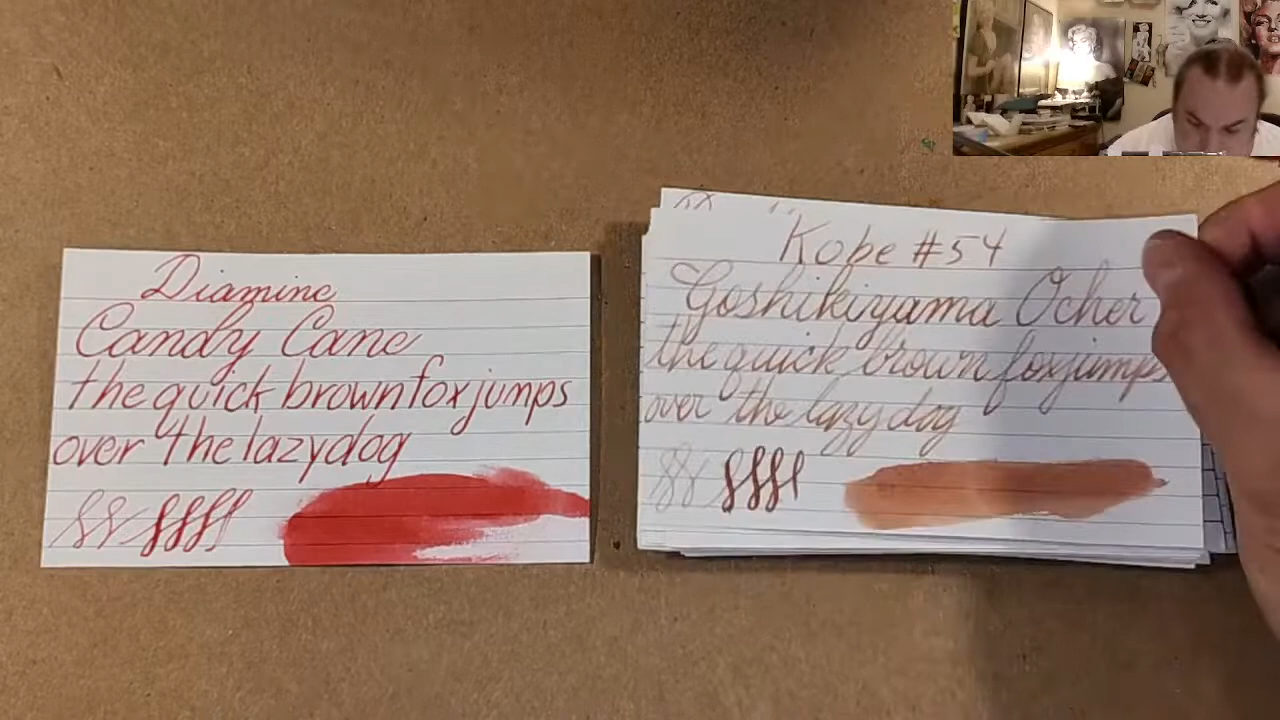 Diamine
Candy Cane
the quick brown fox jumps
over the lazy dog
Kobe #54
Goshikiyama Ocher
the quick brown fox jumps
over the lazy dog